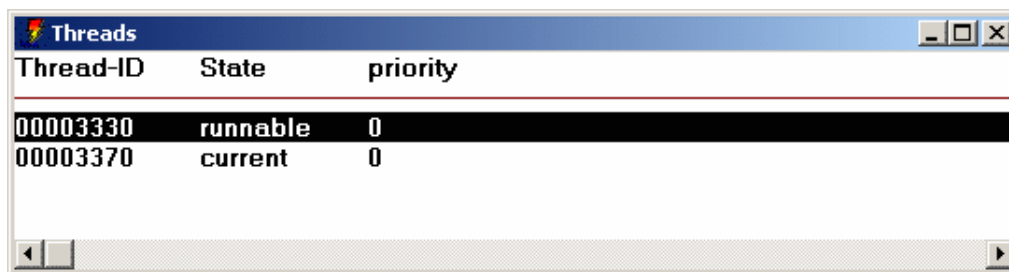 Threads
Thread-ID State priority
00003330 runnable 0
00003370 current 0